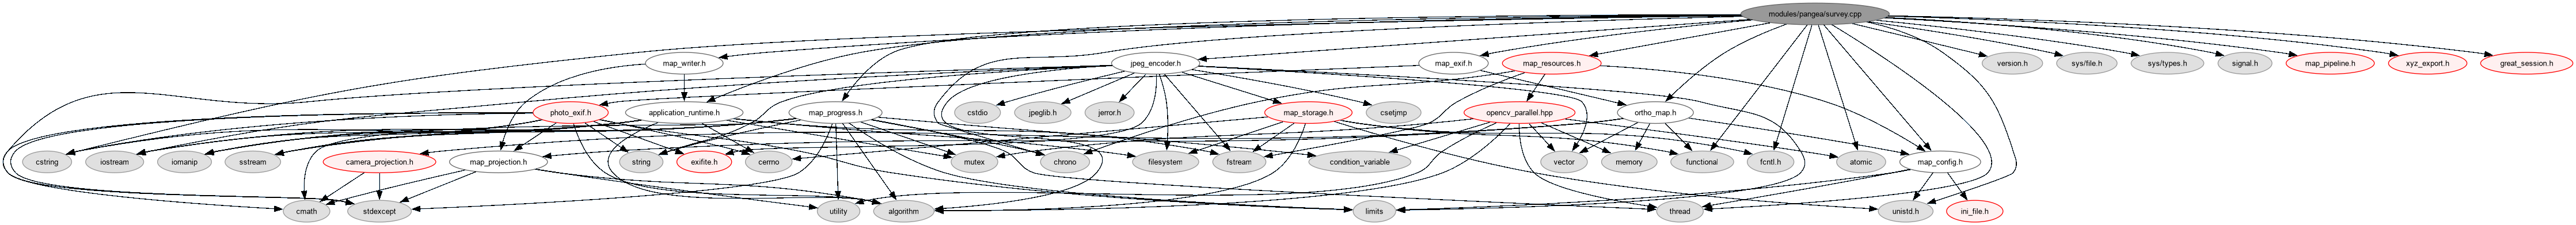 modules/pangea/survey.cpp
map_writer.h
jpeg_encoder.h
map_exif.h
map_resources.h
version.h
sys/file.h
sys/types.h
signal.h
map_pipeline.h
xyz_export.h
great_session.h
photo_exif.h
application_runtime.h
map_progress.h
cstdio
jpeglib.h
jerror.h
map_storage.h
csetjmp
opencv_parallel.hpp
ortho_map.h
cstring
iostream
iomanip
sstream
camera_projection.h
map_projection.h
string
exifite.h
cermo
mutex
chrono
filesystem
fstream
condition_variable
vector
memory
functional
fcntl.h
atomic
map_config.h
cmath
stdexcept
utility
algorithm
limits
thread
unistd.h
ini_file.h